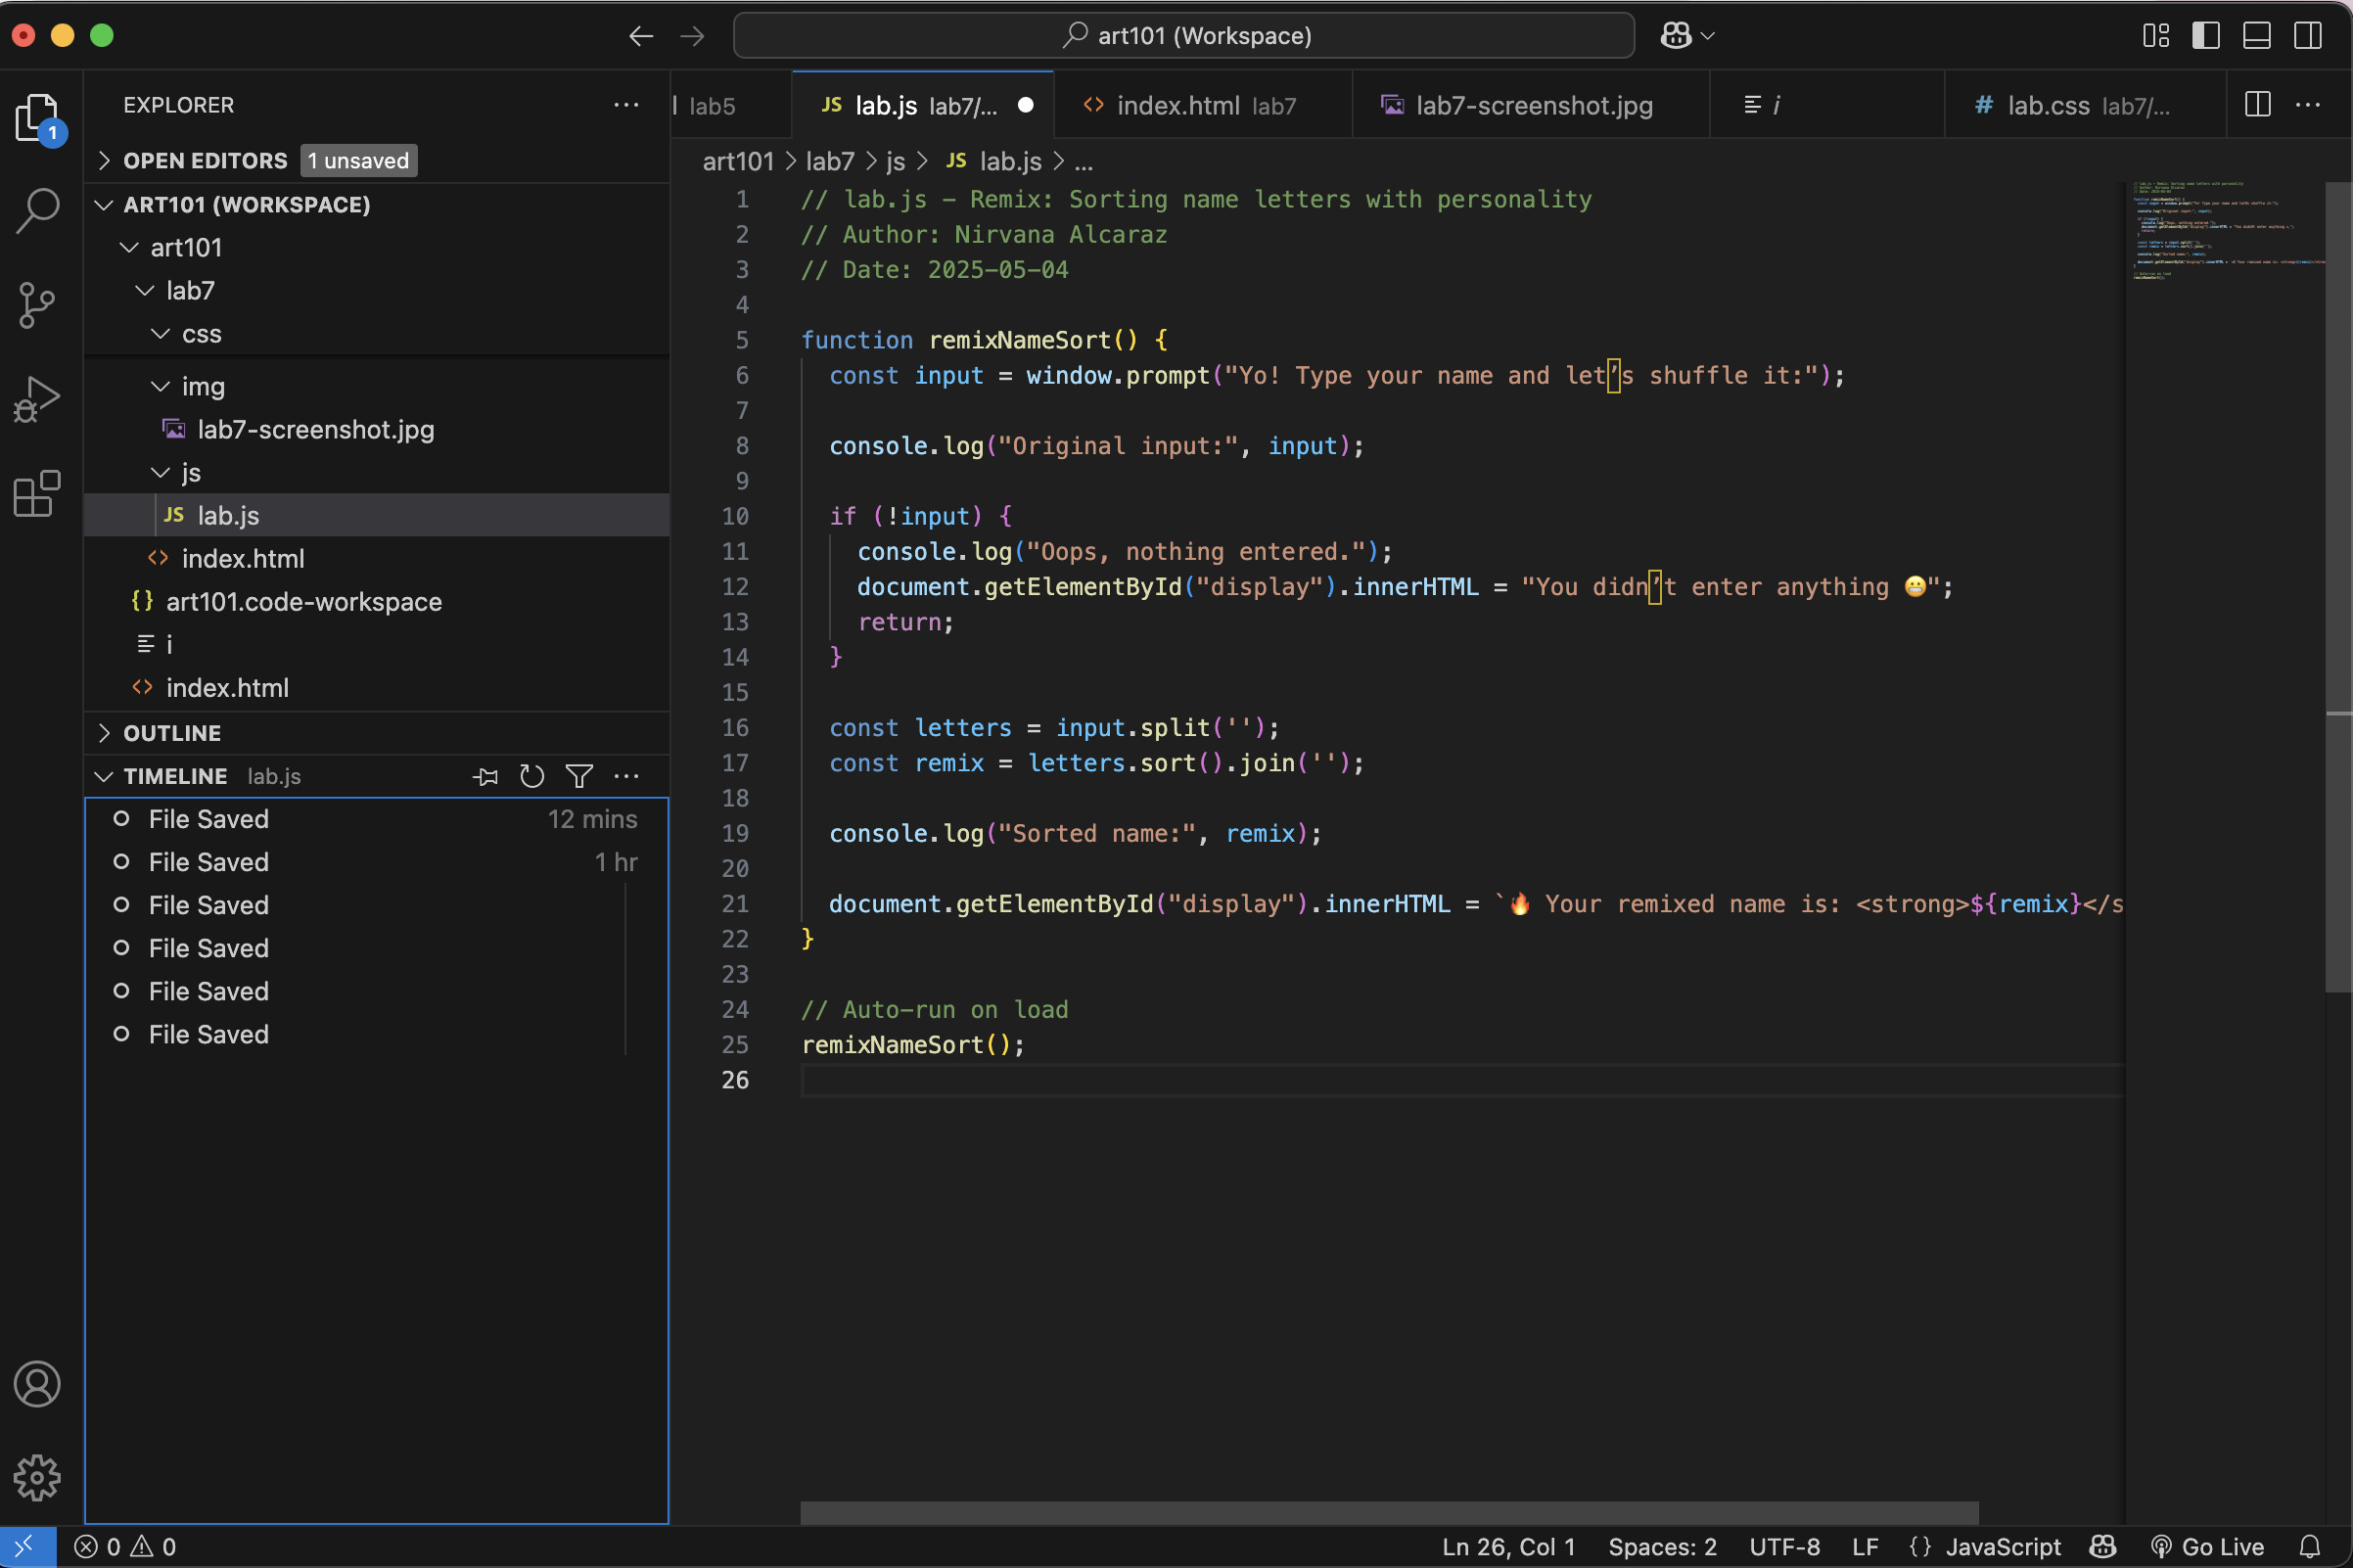 art101 (Workspace)
EXPLORER
1
OPEN EDITORS 1 unsaved
ART101 (WORKSPACE)
art101
lab7
css
img
lab7-screenshot.jpg
js
JS lab.js
<> index.html
{} art101.code-workspace
i
<> index.html
OUTLINE
TIMELINE lab.js
File Saved 12 mins
File Saved 1 hr
File Saved
File Saved
File Saved
File Saved
lab5
JS lab.js lab7/...
<> index.html lab7
lab7-screenshot.jpg
i
# lab.css lab7/...
art101 > lab7 > js > JS lab.js > ...
1 // lab.js – Remix: Sorting name letters with personality
2 // Author: Nirvana Alcaraz
3 // Date: 2025-05-04
4
5 function remixNameSort() {
6 const input = window.prompt("Yo! Type your name and let’s shuffle it:");
7
8 console.log("Original input:", input);
9
10 if (!input) {
11 console.log("Oops, nothing entered.");
12 document.getElementById("display").innerHTML = "You didn’t enter anything 😬";
13 return;
14 }
15
16 const letters = input.split('');
17 const remix = letters.sort().join('');
18
19 console.log("Sorted name:", remix);
20
21 document.getElementById("display").innerHTML = `🔥 Your remixed name is: <strong>${remix}</s
22 }
23
24 // Auto-run on load
25 remixNameSort();
26
0 0
Ln 26, Col 1 Spaces: 2 UTF-8 LF {} JavaScript Go Live